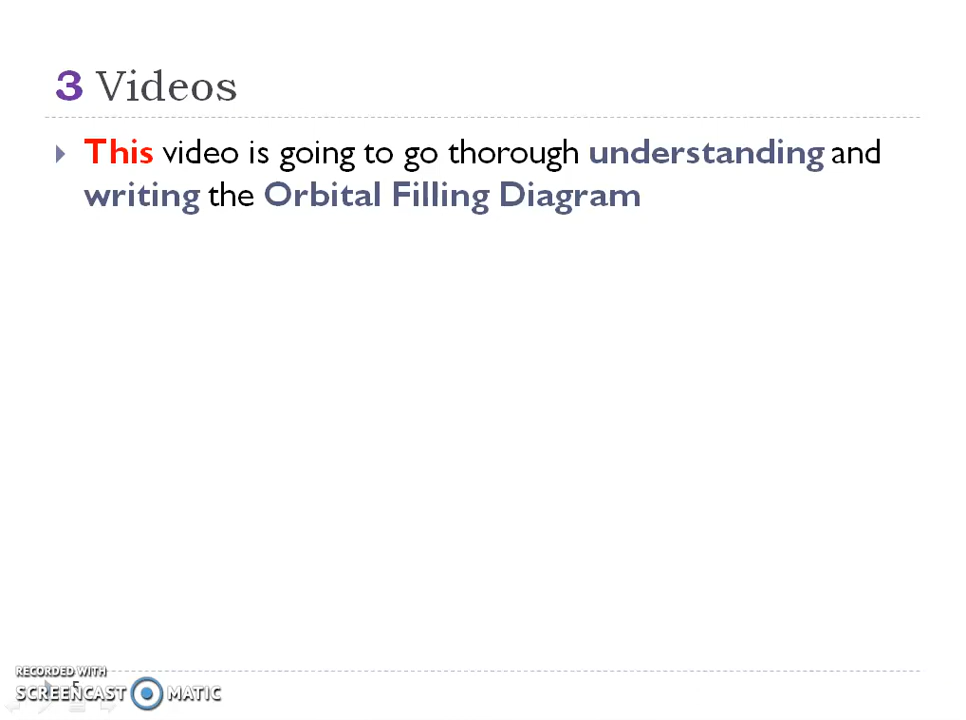 3 Videos
This video is going to go thorough understanding and
writing the Orbital Filling Diagram
RECORDED WITH
5
SCREENCAST MATIC